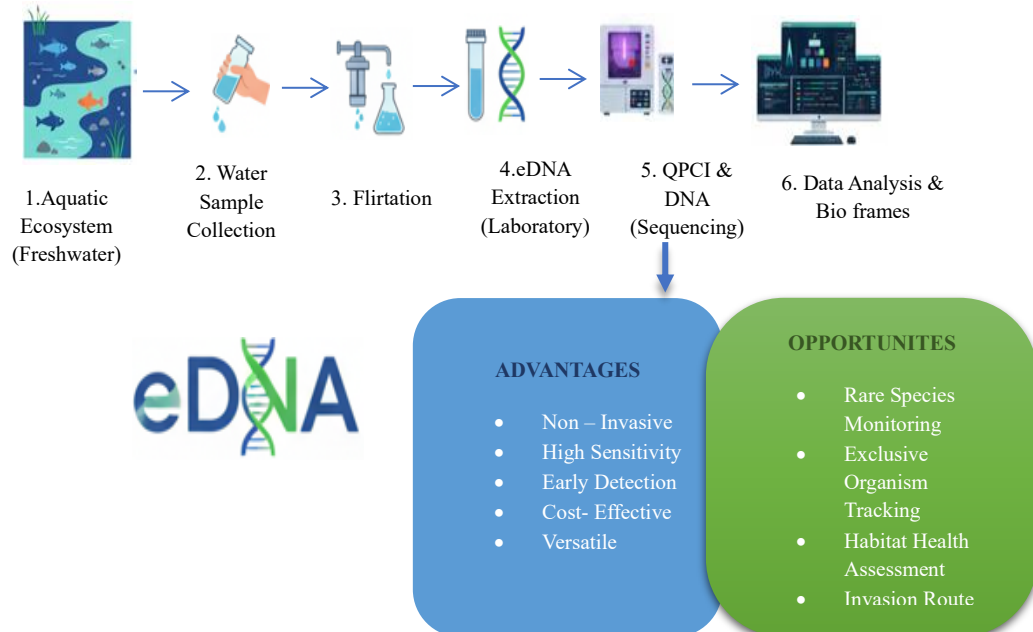 1.Aquatic
Ecosystem
(Freshwater)
2. Water
Sample
Collection
3. Flirtation
4.eDNA
Extraction
(Laboratory)
5. QPCI &
DNA
(Sequencing)
6. Data Analysis &
Bio frames
eDNA
ADVANTAGES
• Non – Invasive
• High Sensitivity
• Early Detection
• Cost- Effective
• Versatile
OPPORTUNITES
• Rare Species
Monitoring
• Exclusive
Organism
Tracking
• Habitat Health
Assessment
• Invasion Route